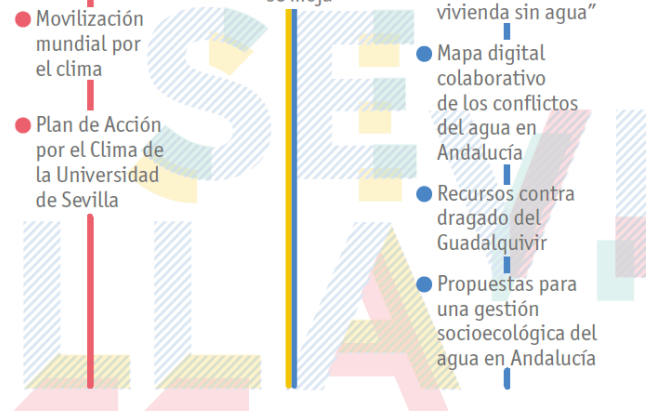 Movilización
mundial por
el clima
Plan de Acción
por el Clima de
la Universidad
de Sevilla
vivienda sin agua”
Mapa digital
colaborativo
de los conflictos
del agua en
Andalucía
Recursos contra
dragado del
Guadalquivir
Propuestas para
una gestión
socioecológica del
agua en Andalucía
SEVI
LLA